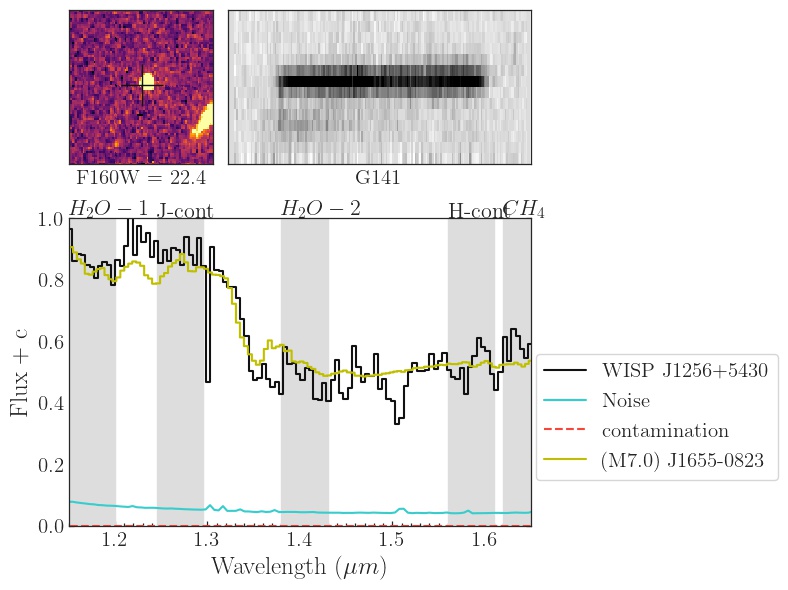 F160W = 22.4
G141
H₂O − 1
J-cont
H₂O − 2
H-cont
CH₄
1.0
0.8
0.6
0.4
0.2
0.0
Flux + c
1.2
1.3
1.4
1.5
1.6
Wavelength (μm)
WISP J1256+5430
Noise
contamination
(M7.0) J1655-0823